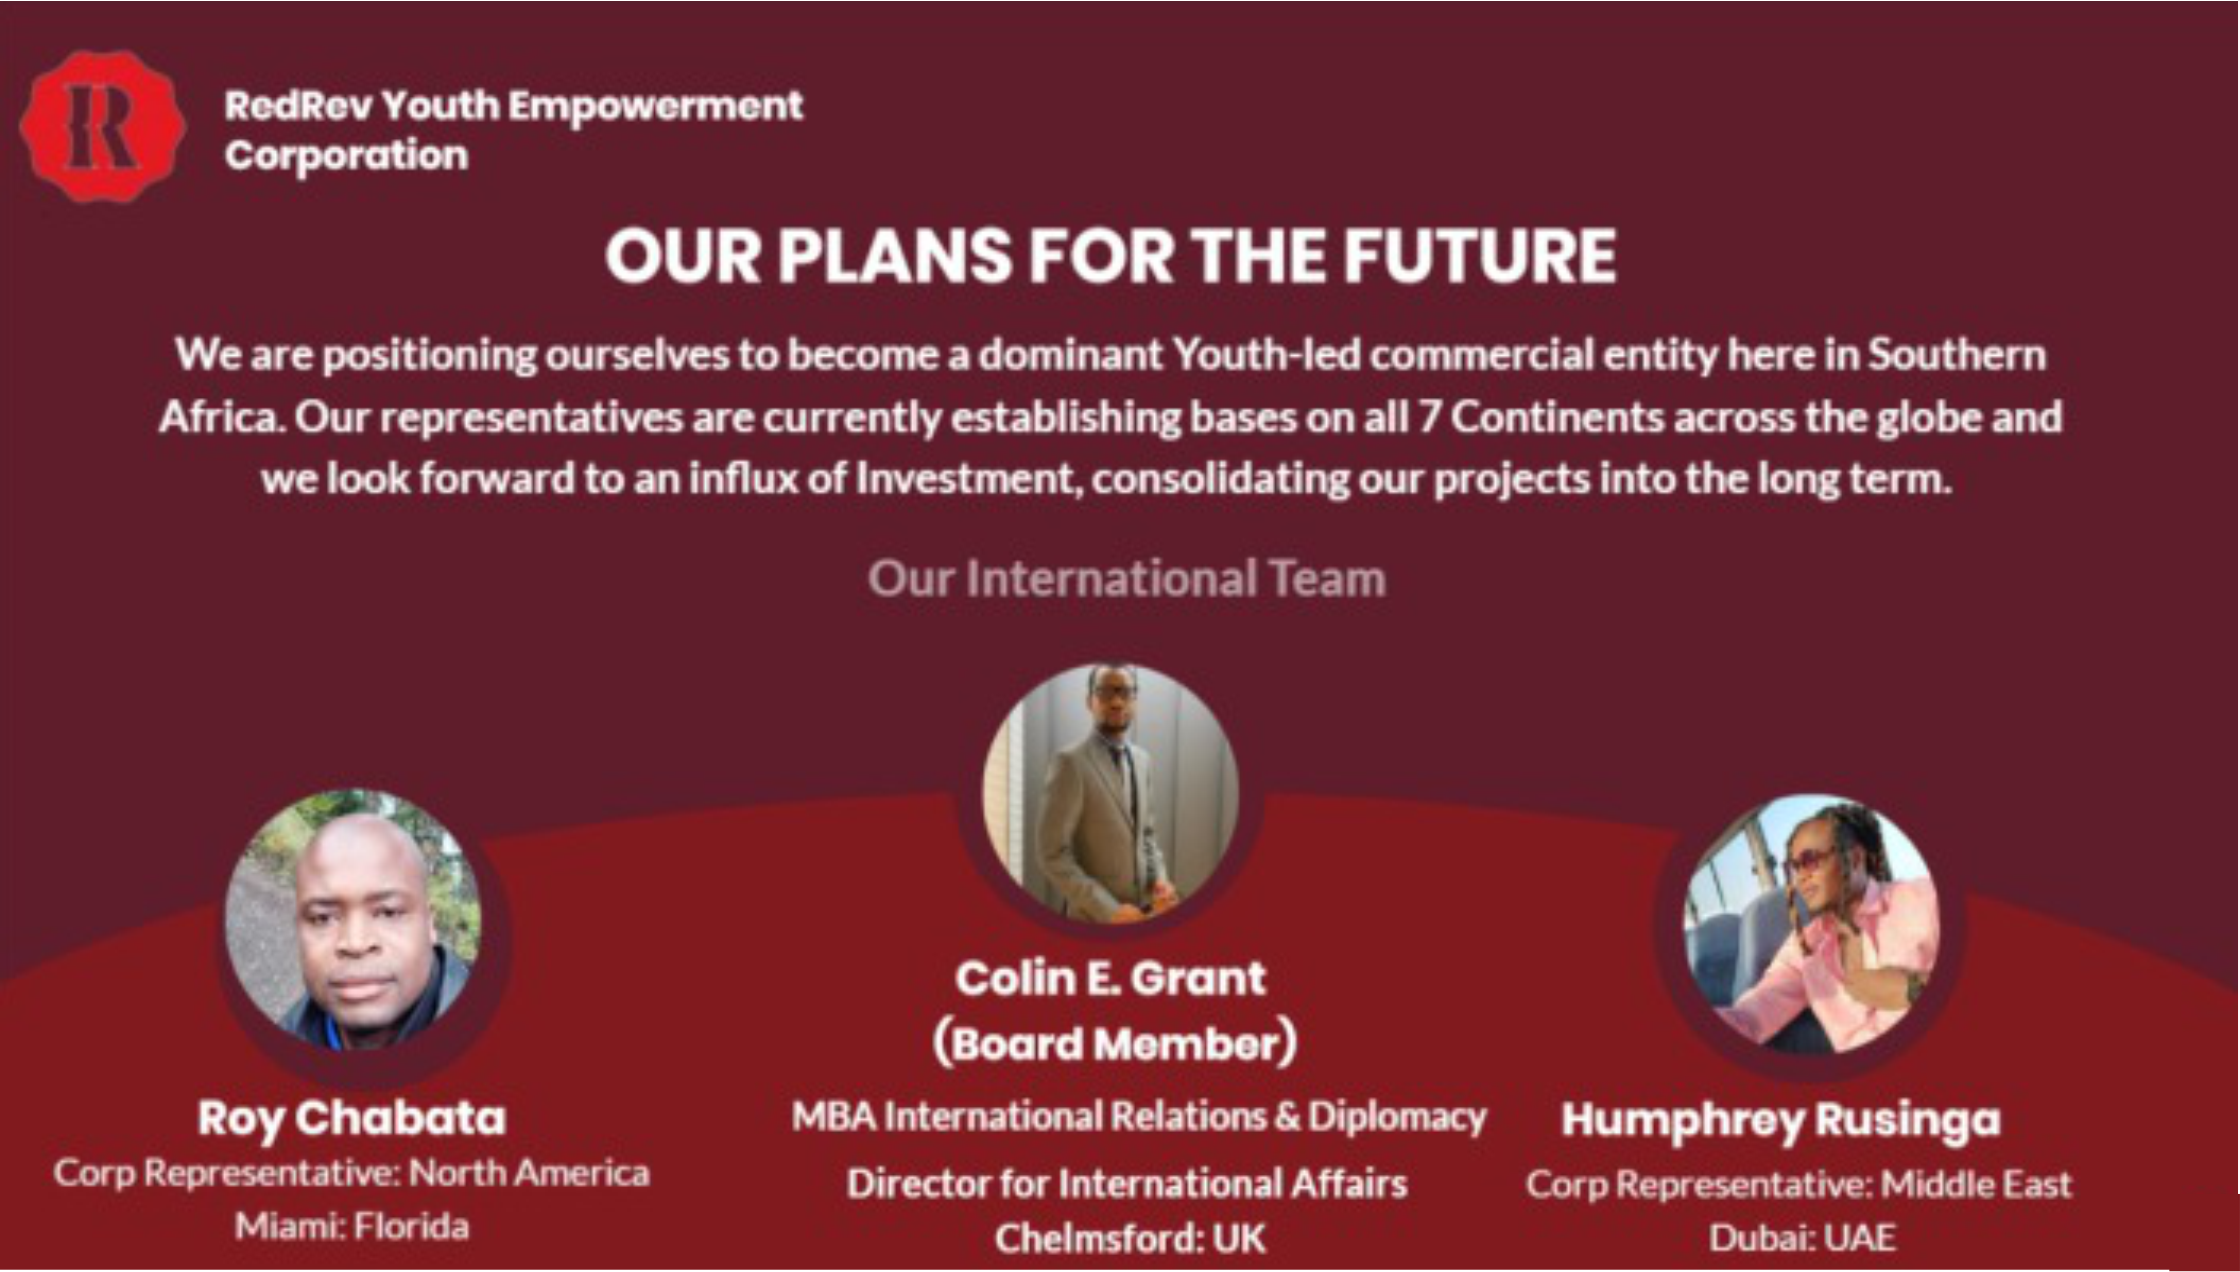 R
RedRev Youth Empowerment
Corporation
OUR PLANS FOR THE FUTURE
We are positioning ourselves to become a dominant Youth-led commercial entity here in Southern
Africa. Our representatives are currently establishing bases on all 7 Continents across the globe and
we look forward to an influx of Investment, consolidating our projects into the long term.
Our International Team
Roy Chabata
Corp Representative: North America
Miami: Florida
Colin E. Grant
(Board Member)
MBA International Relations & Diplomacy
Director for International Affairs
Chelmsford: UK
Humphrey Rusinga
Corp Representative: Middle East
Dubai: UAE